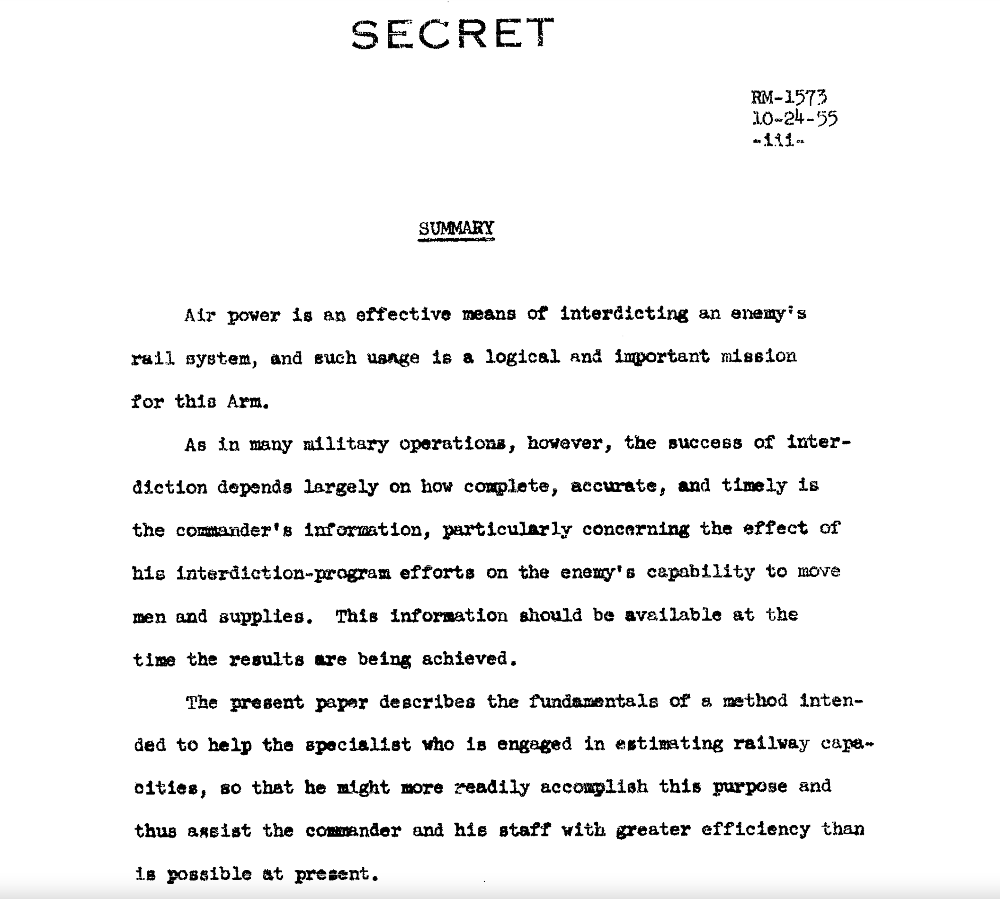 SECRET
RM-1573
10-24-55
-iii-
SUMMARY
Air power is an effective means of interdicting an enemy's
rail system, and such usage is a logical and important mission
for this Arm.
As in many military operations, however, the success of inter-
diction depends largely on how complete, accurate, and timely is
the commander's information, particularly concerning the effect of
his interdiction-program efforts on the enemy's capability to move
men and supplies. This information should be available at the
time the results are being achieved.
The present paper describes the fundamentals of a method inten-
ded to help the specialist who is engaged in estimating railway capa-
cities, so that he might more readily accomplish this purpose and
thus assist the commander and his staff with greater efficiency than
is possible at present.